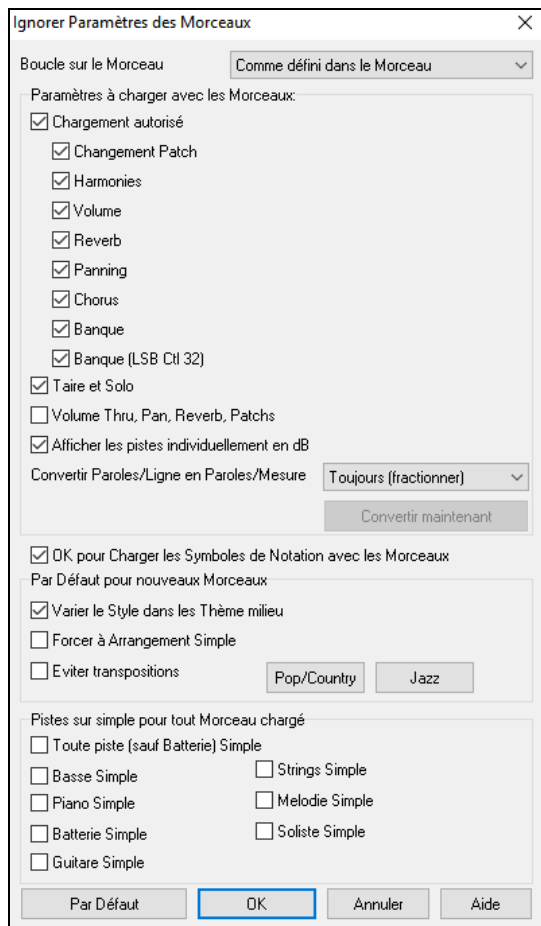 Ignorer Paramètres des Morceaux
Boucle sur le Morceau Comme défini dans le Morceau
Paramètres à charger avec les Morceaux:
Chargement autorisé
Changement Patch
Harmonies
Volume
Reverb
Panning
Chorus
Banque
Banque (LSB Ctl 32)
Taire et Solo
Volume Thru, Pan, Reverb, Patchs
Afficher les pistes individuellement en dB
Convertir Paroles/Ligne en Paroles/Mesure Toujours (fractionner)
Convertir maintenant
OK pour Charger les Symboles de Notation avec les Morceaux
Par Défaut pour nouveaux Morceaux
Varier le Style dans les Thème milieu
Forcer à Arrangement Simple
Eviter transpositions Pop/Country Jazz
Pistes sur simple pour tout Morceau chargé
Toute piste (sauf Batterie) Simple
Basse Simple Strings Simple
Piano Simple Melodie Simple
Batterie Simple Soliste Simple
Guitare Simple
Par Défaut OK Annuler Aide